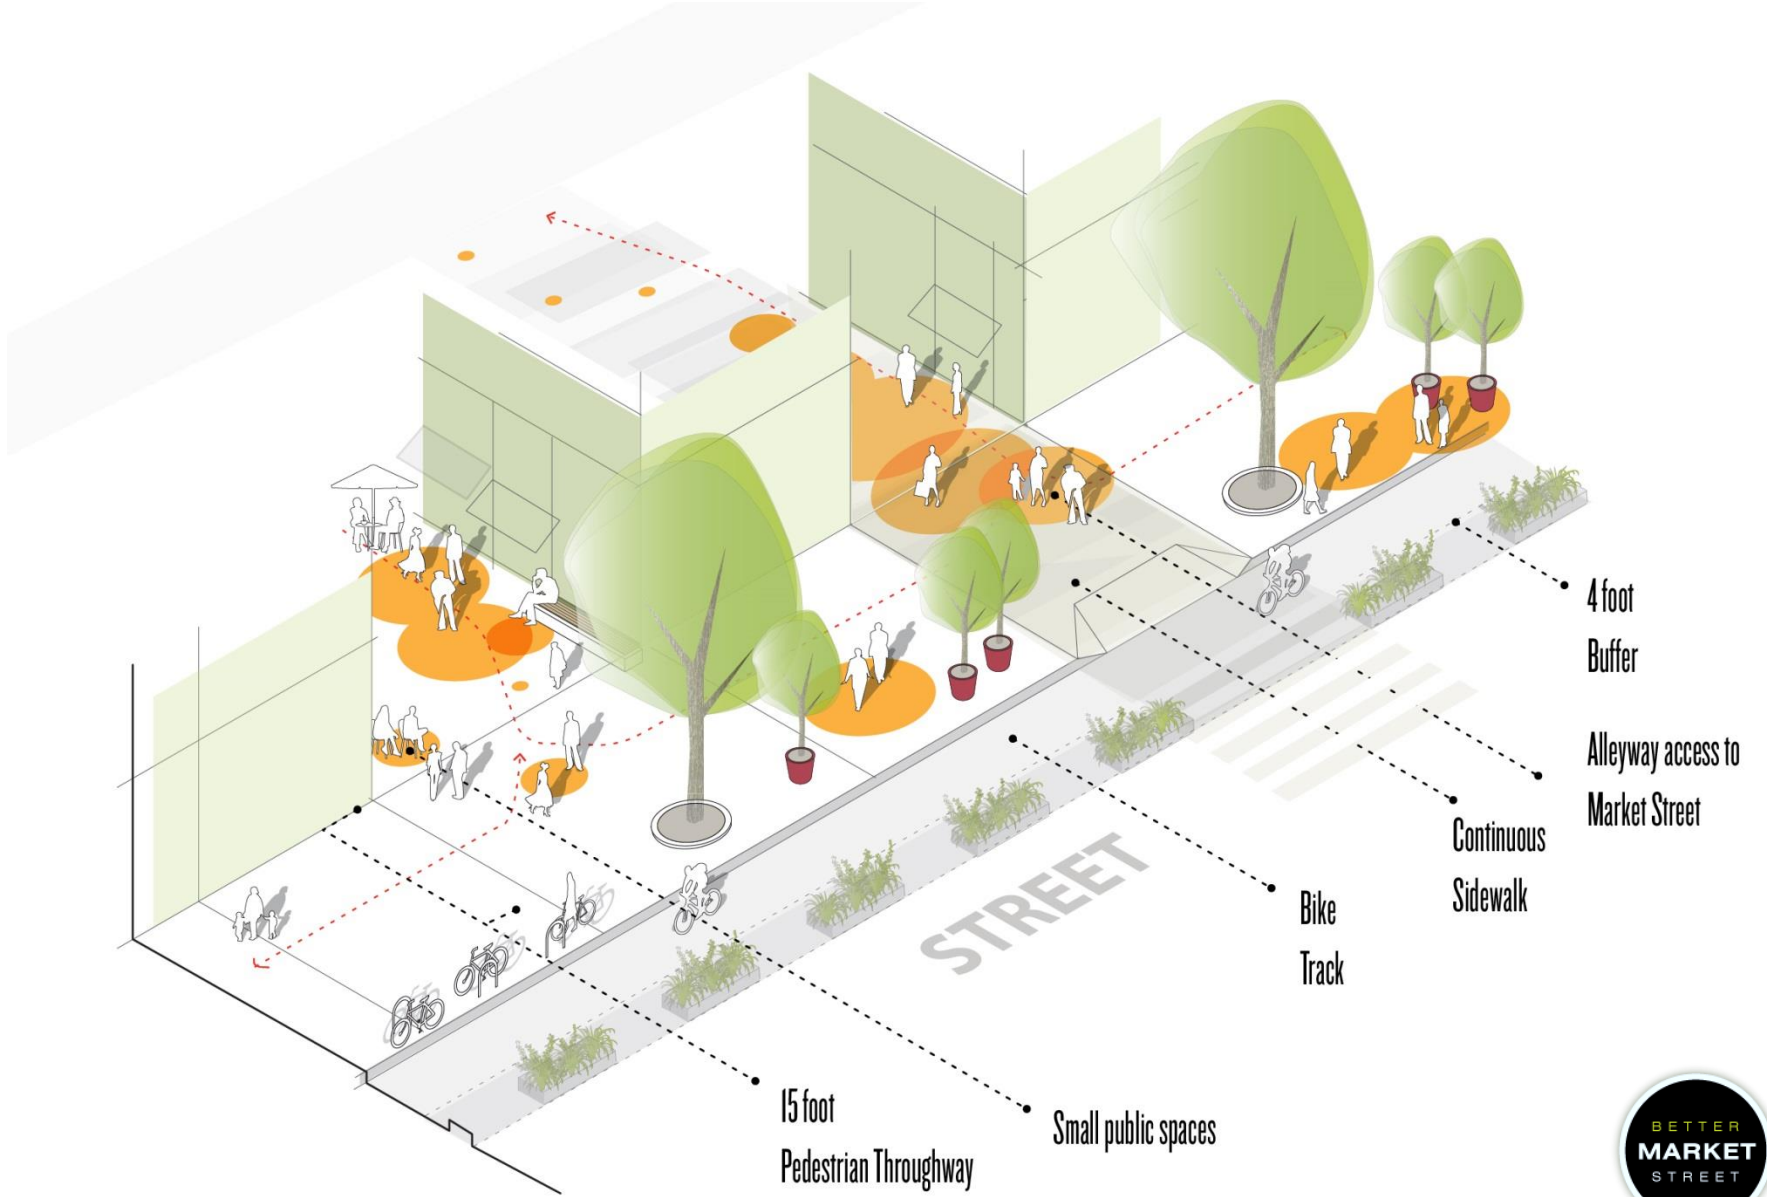 4 foot
Buffer
Alleyway access to
Market Street
Continuous
Sidewalk
Bike
Track
STREET
15 foot
Pedestrian Throughway
Small public spaces
BETTER
MARKET
STREET